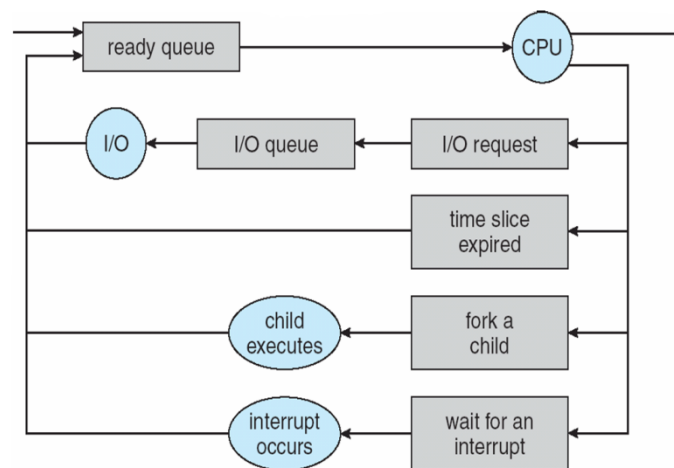 ready queue
CPU
I/O
I/O queue
I/O request
time slice
expired
child
executes
fork a
child
interrupt
occurs
wait for an
interrupt